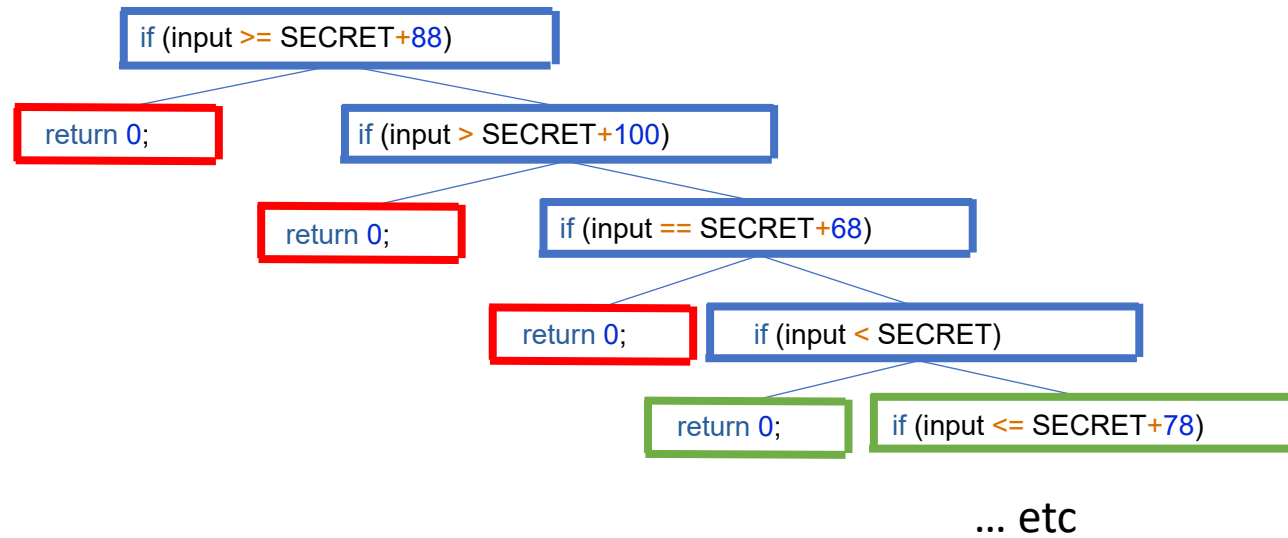 if (input >= SECRET+88)
return 0;
if (input > SECRET+100)
return 0;
if (input == SECRET+68)
return 0;
if (input < SECRET)
return 0;
if (input <= SECRET+78)
... etc